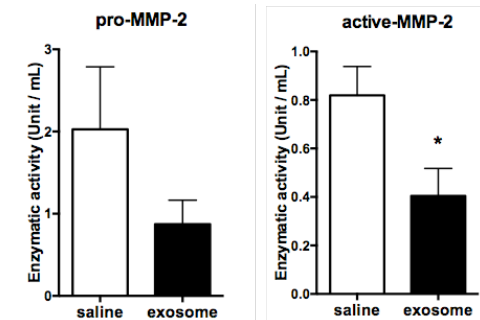 pro-MMP-2
Enzymatic activity (Unit / mL)
3
2
1
0
saline exosome
active-MMP-2
Enzymatic activity (Unit / mL)
1.0
0.8
0.6
0.4
0.2
0.0
*
saline exosome